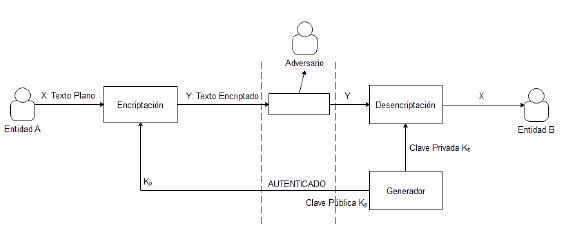 Adversario
X: Texto Plano
Encriptación
Y: Texto Encriptado
Y
Desencriptación
X
Entidad A
Entidad B
Clave Privada Ks
Kp
AUTENTICADO
Clave Pública Kp
Generador